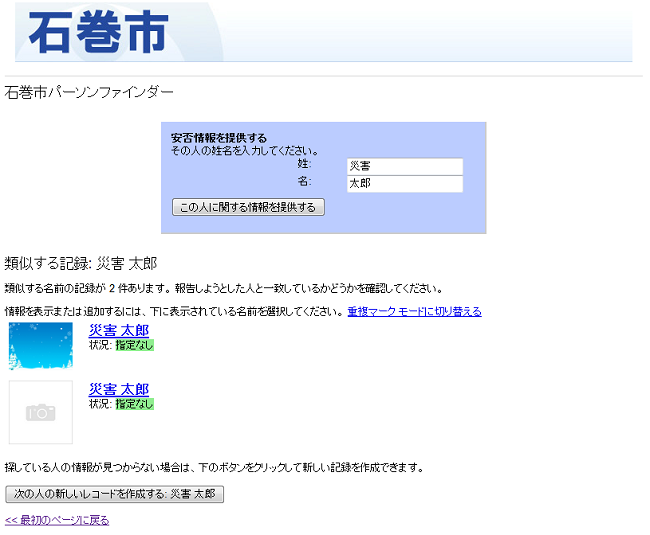 石巻市
石巻市パーソンファインダー
安否情報を提供する
その人の姓名を入力してください。
姓: 災害
名: 太郎
この人に関する情報を提供する
類似する記録: 災害 太郎
類似する名前の記録が 2 件あります。報告しようとした人と一致しているかどうかを確認してください。
情報を表示または追加するには、下に表示されている名前を選択してください。 重複マーク モードに切り替える
災害 太郎
状況: 指定なし
災害 太郎
状況: 指定なし
探している人の情報が見つからない場合は、下のボタンをクリックして新しい記録を作成できます。
次の人の新しいレコードを作成する: 災害 太郎
<< 最初のページに戻る